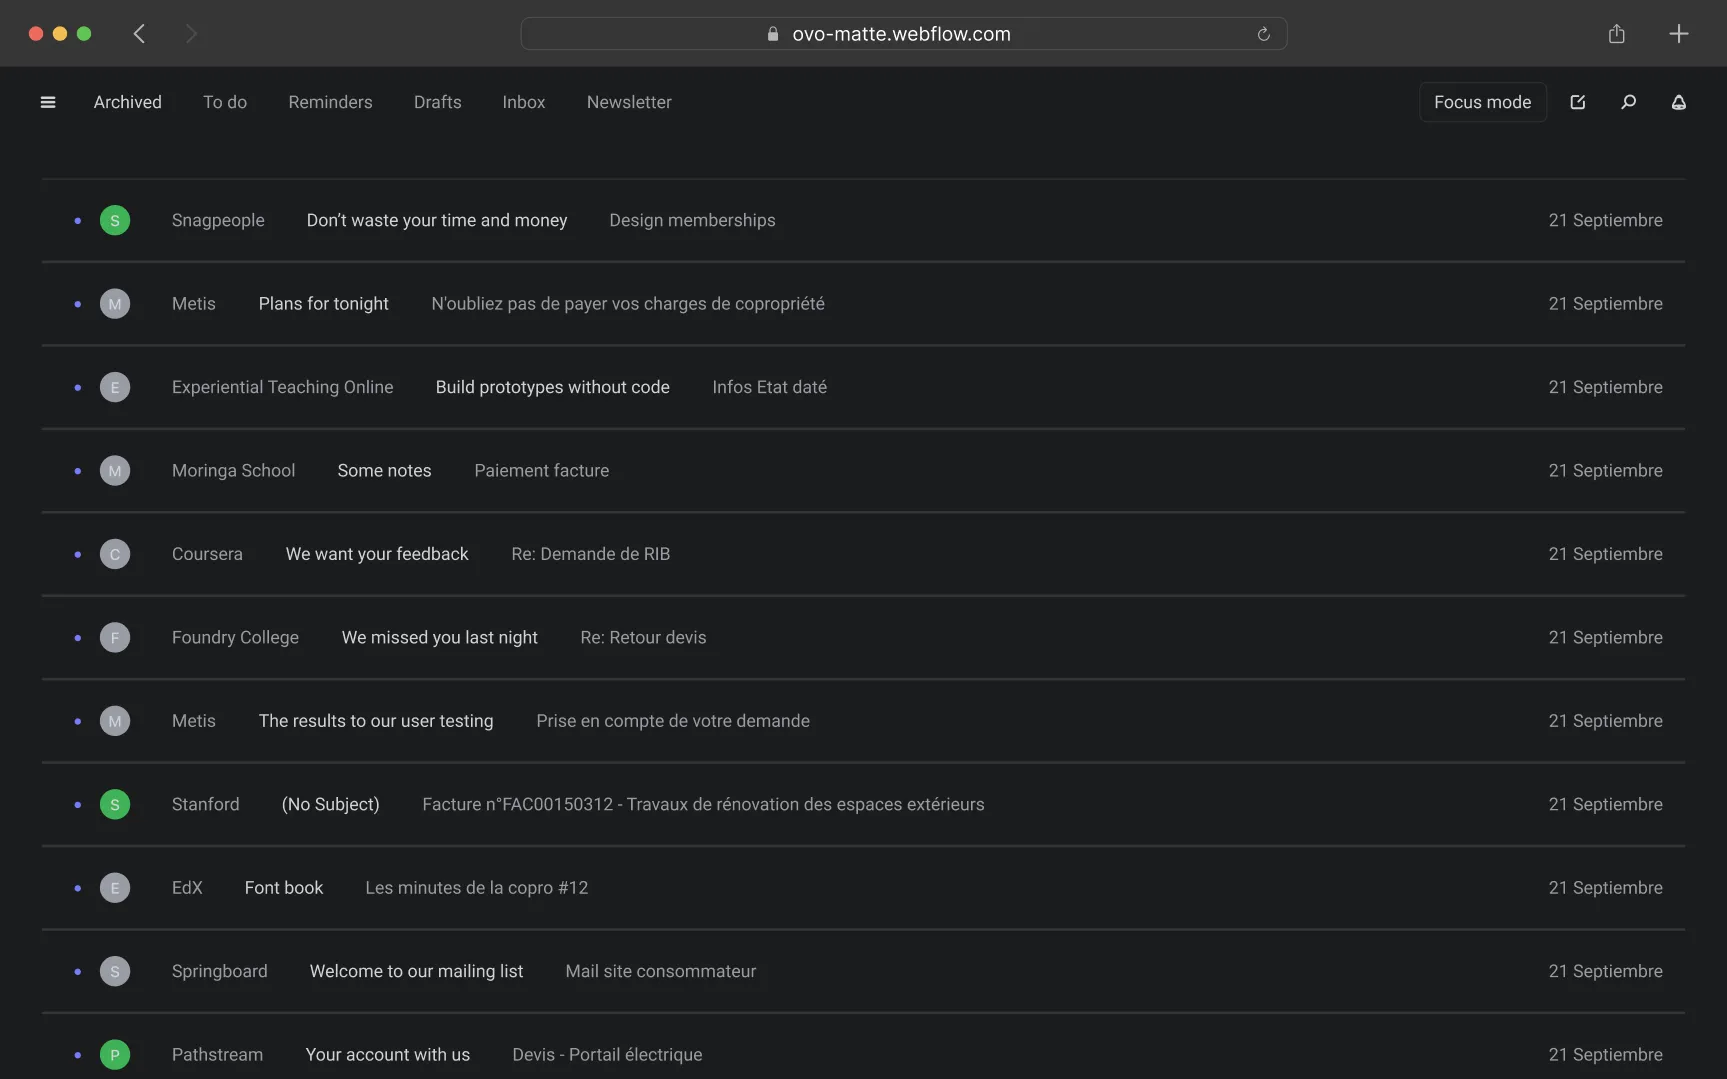 ovo-matte.webflow.com
Archived To do Reminders Drafts Inbox Newsletter Focus mode
S Snagpeople Don’t waste your time and money Design memberships 21 Septiembre
M Metis Plans for tonight N'oubliez pas de payer vos charges de copropriété 21 Septiembre
E Experiential Teaching Online Build prototypes without code Infos Etat daté 21 Septiembre
M Moringa School Some notes Paiement facture 21 Septiembre
C Coursera We want your feedback Re: Demande de RIB 21 Septiembre
F Foundry College We missed you last night Re: Retour devis 21 Septiembre
M Metis The results to our user testing Prise en compte de votre demande 21 Septiembre
S Stanford (No Subject) Facture n°FAC00150312 - Travaux de rénovation des espaces extérieurs 21 Septiembre
E EdX Font book Les minutes de la copro #12 21 Septiembre
S Springboard Welcome to our mailing list Mail site consommateur 21 Septiembre
P Pathstream Your account with us Devis - Portail électrique 21 Septiembre